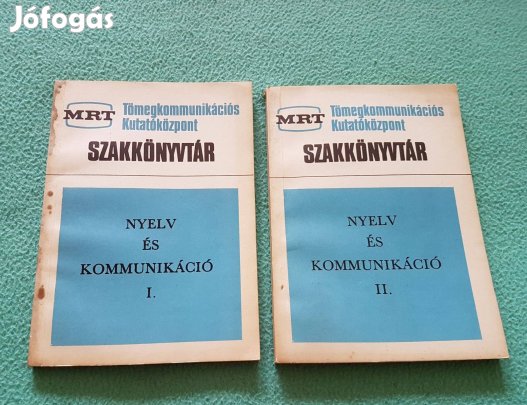 Jófogás
MRT
Tömegkommunikációs
Kutatóközpont
SZAKKÖNYVTÁR
NYELV
ÉS
KOMMUNIKÁCIÓ
I.
MRT
Tömegkommunikációs
Kutatóközpont
SZAKKÖNYVTÁR
NYELV
ÉS
KOMMUNIKÁCIÓ
II.